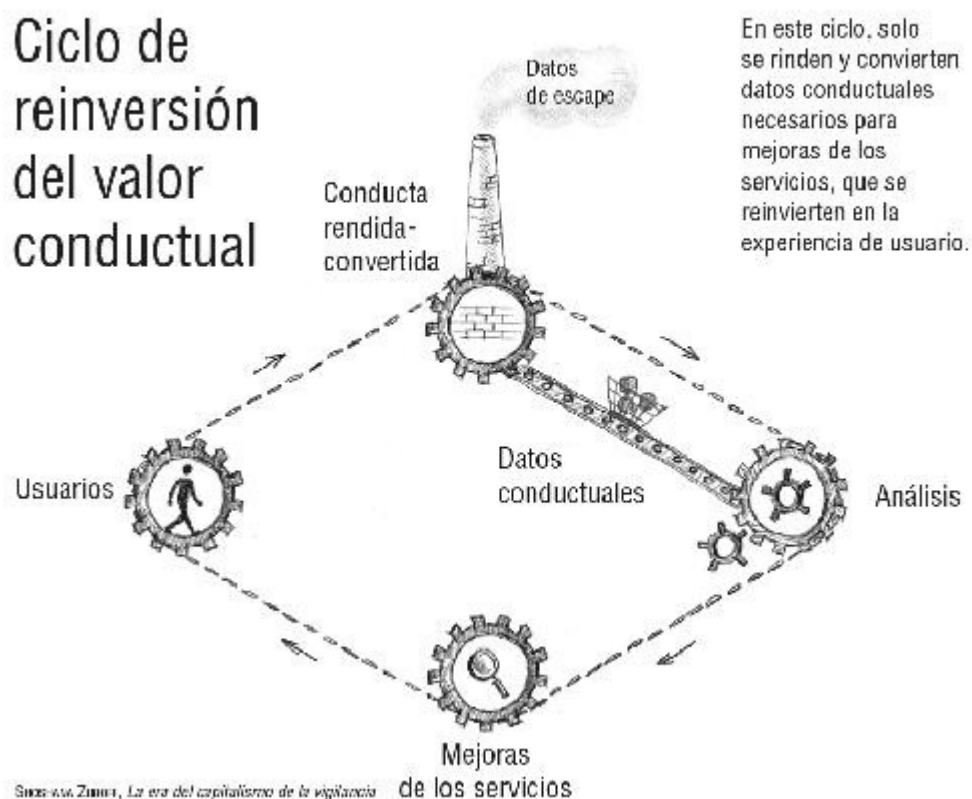 Ciclo de
reinversión
del valor
conductual
Datos
de escape
En este ciclo, solo
se rinden y convierten
datos conductuales
necesarios para
mejoras de los
servicios, que se
reinvierten en la
experiencia de usuario.
Conducta
rendida-
convertida
Usuarios
Datos
conductuales
Análisis
Mejoras
de los servicios
SHOSHANA ZUBOFF, La era del capitalismo de la vigilancia